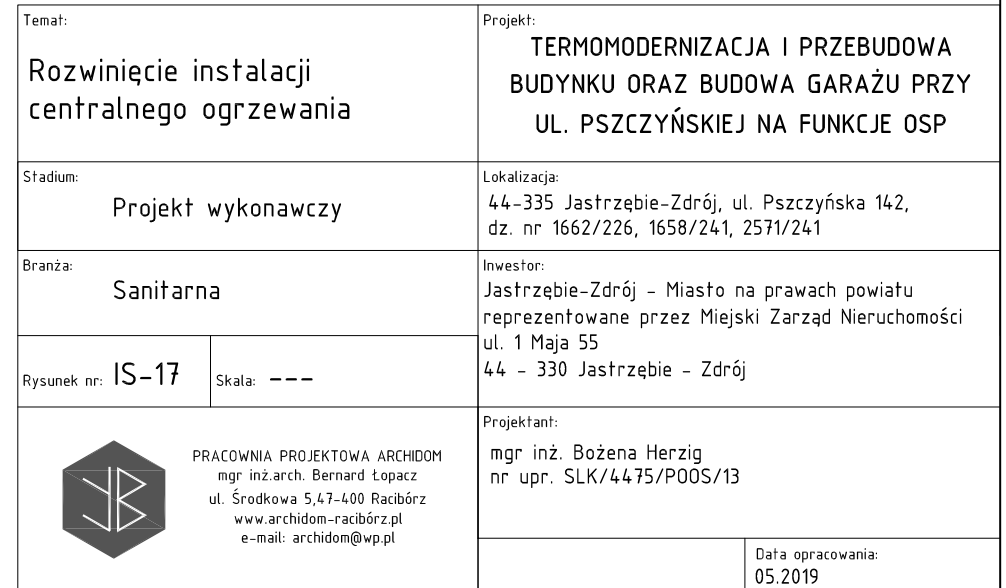 Temat:
Rozwinięcie instalacji
centralnego ogrzewania
Projekt:
TERMOMODERNIZACJA I PRZEBUDOWA
BUDYNKU ORAZ BUDOWA GARAŻU PRZY
UL. PSZCZYŃSKIEJ NA FUNKCJE OSP
Stadium:
Projekt wykonawczy
Lokalizacja:
44-335 Jastrzębie-Zdrój, ul. Pszczyńska 142,
dz. nr 1662/226, 1658/241, 2571/241
Branża:
Sanitarna
Inwestor:
Jastrzębie-Zdrój - Miasto na prawach powiatu
reprezentowane przez Miejski Zarząd Nieruchomości
ul. 1 Maja 55
44 - 330 Jastrzębie - Zdrój
Rysunek nr: IS-17
Skala: ---
PRACOWNIA PROJEKTOWA ARCHIDOM
mgr inż.arch. Bernard Łopacz
ul. Środkowa 5,47-400 Racibórz
www.archidom-racibórz.pl
e-mail: archidom@wp.pl
Projektant:
mgr inż. Bożena Herzig
nr upr. SLK/4475/POOS/13
Data opracowania:
05.2019